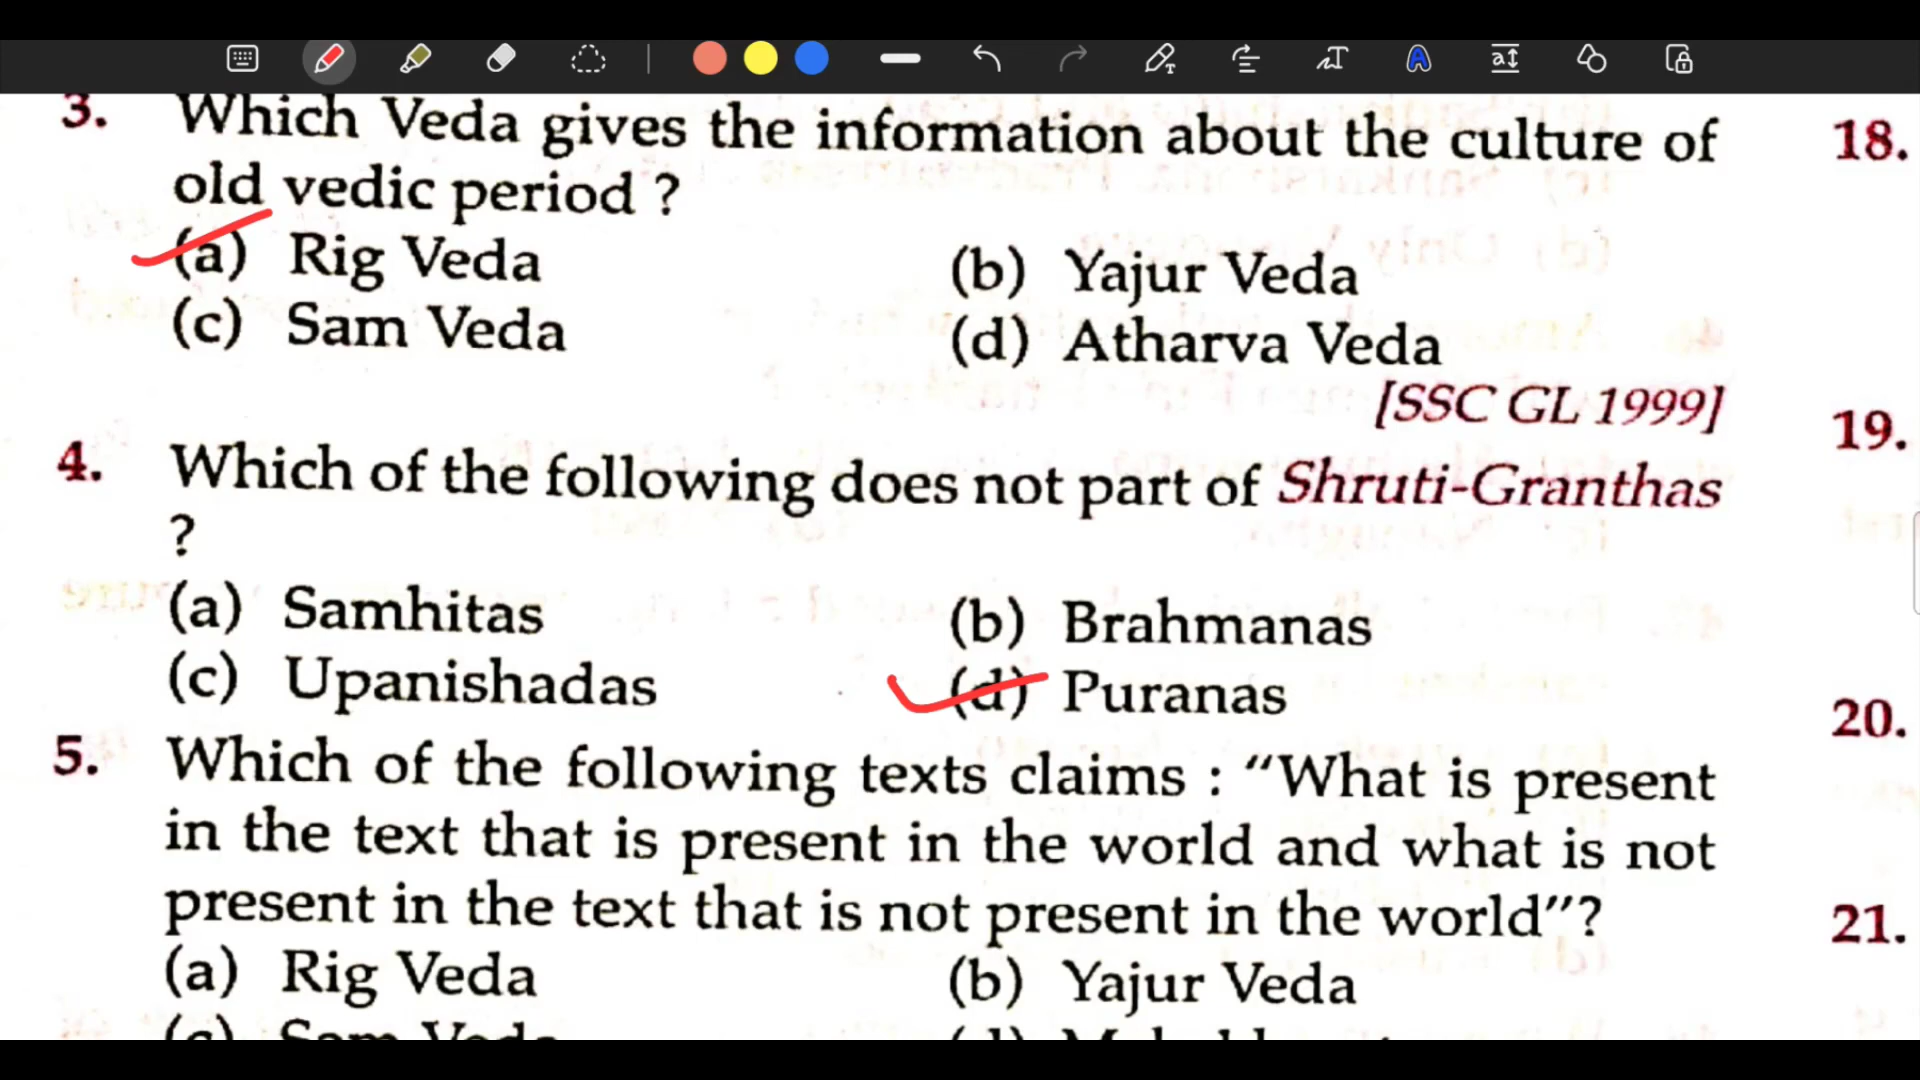 3. Which Veda gives the information about the culture of 18.
old vedic period ?
(a) Rig Veda (b) Yajur Veda
(c) Sam Veda (d) Atharva Veda
[SSC GL 1999]
19.
4. Which of the following does not part of Shruti-Granthas
?
(a) Samhitas (b) Brahmanas
(c) Upanishadas (d) Puranas
20.
5. Which of the following texts claims : “What is present
in the text that is present in the world and what is not
present in the text that is not present in the world”?
21.
(a) Rig Veda (b) Yajur Veda
(c) Sam Veda (d)